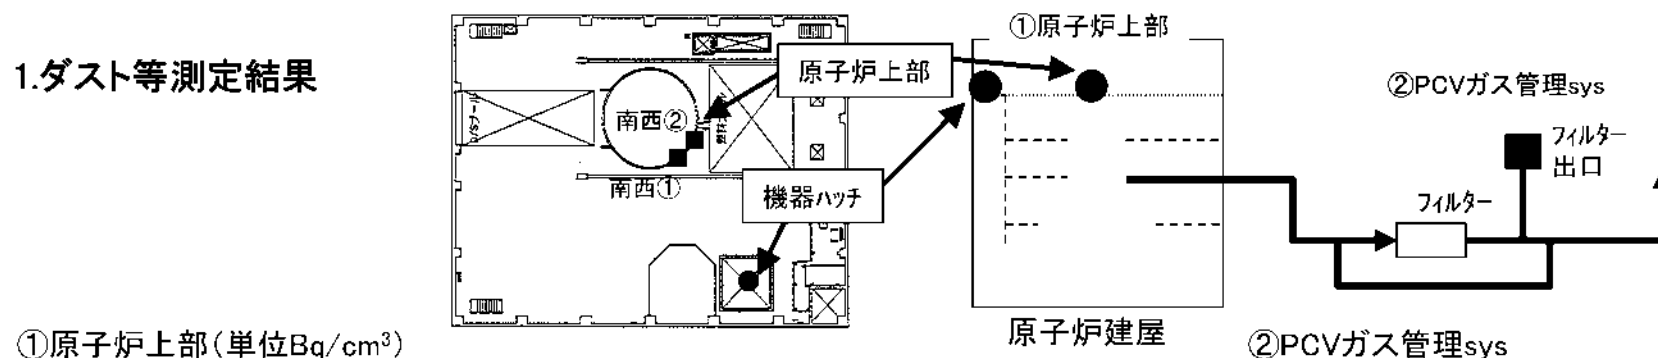 1.ダスト等測定結果
①原子炉上部
原子炉上部
②PCVガス管理sys
南西②
南西①
機器ハッチ
フィルター
出口
フィルター
原子炉建屋
①原子炉上部(単位Bq/cm³)
②PCVガス管理sys